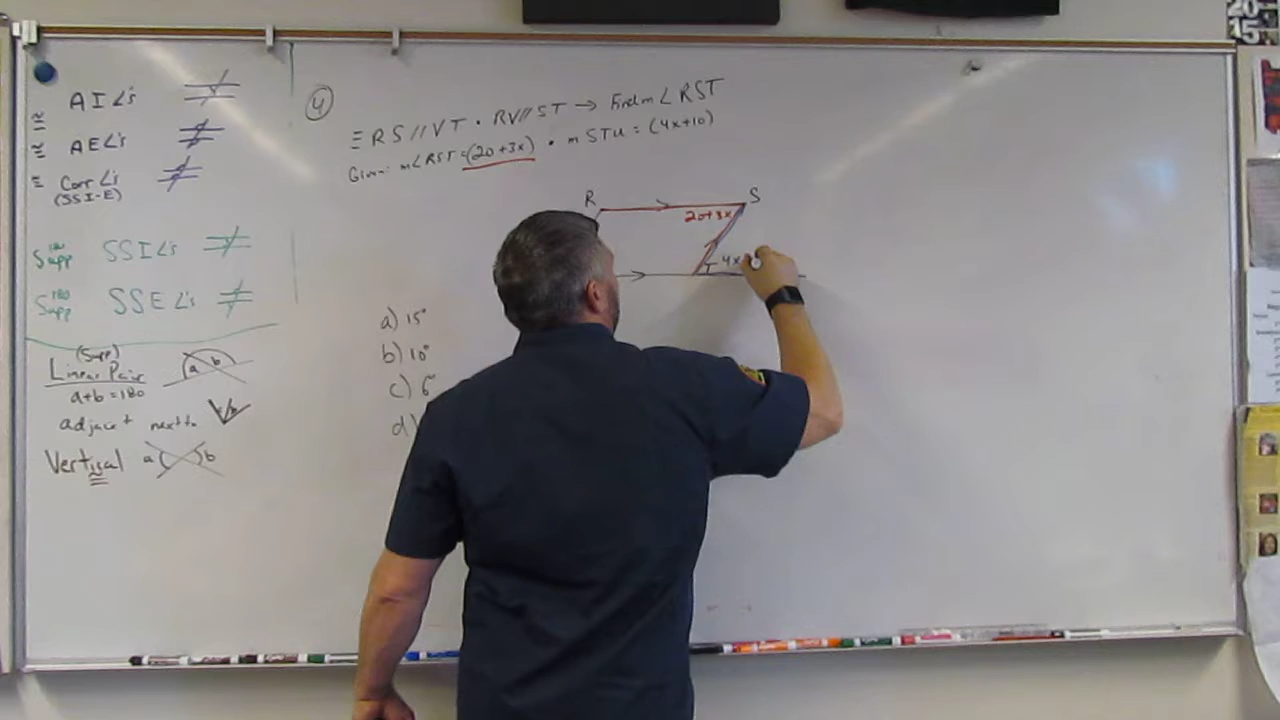 ≅ AI∠'s
≅ AE∠'s
≅ Corr∠'s
(SSI-E)
180
Supp SSI∠'s
180
Supp SSE∠'s
(Supp)
Linear Pair
a+b=180
a b
adjacent next to
Vertical a b
4
RS//VT • RV//ST → Find m∠RST
Given: m∠RST=(20+3x) • m STU = (4x+10)
R S
20+3x
T 4x
a) 15°
b) 10°
c) 6°
d)
2015